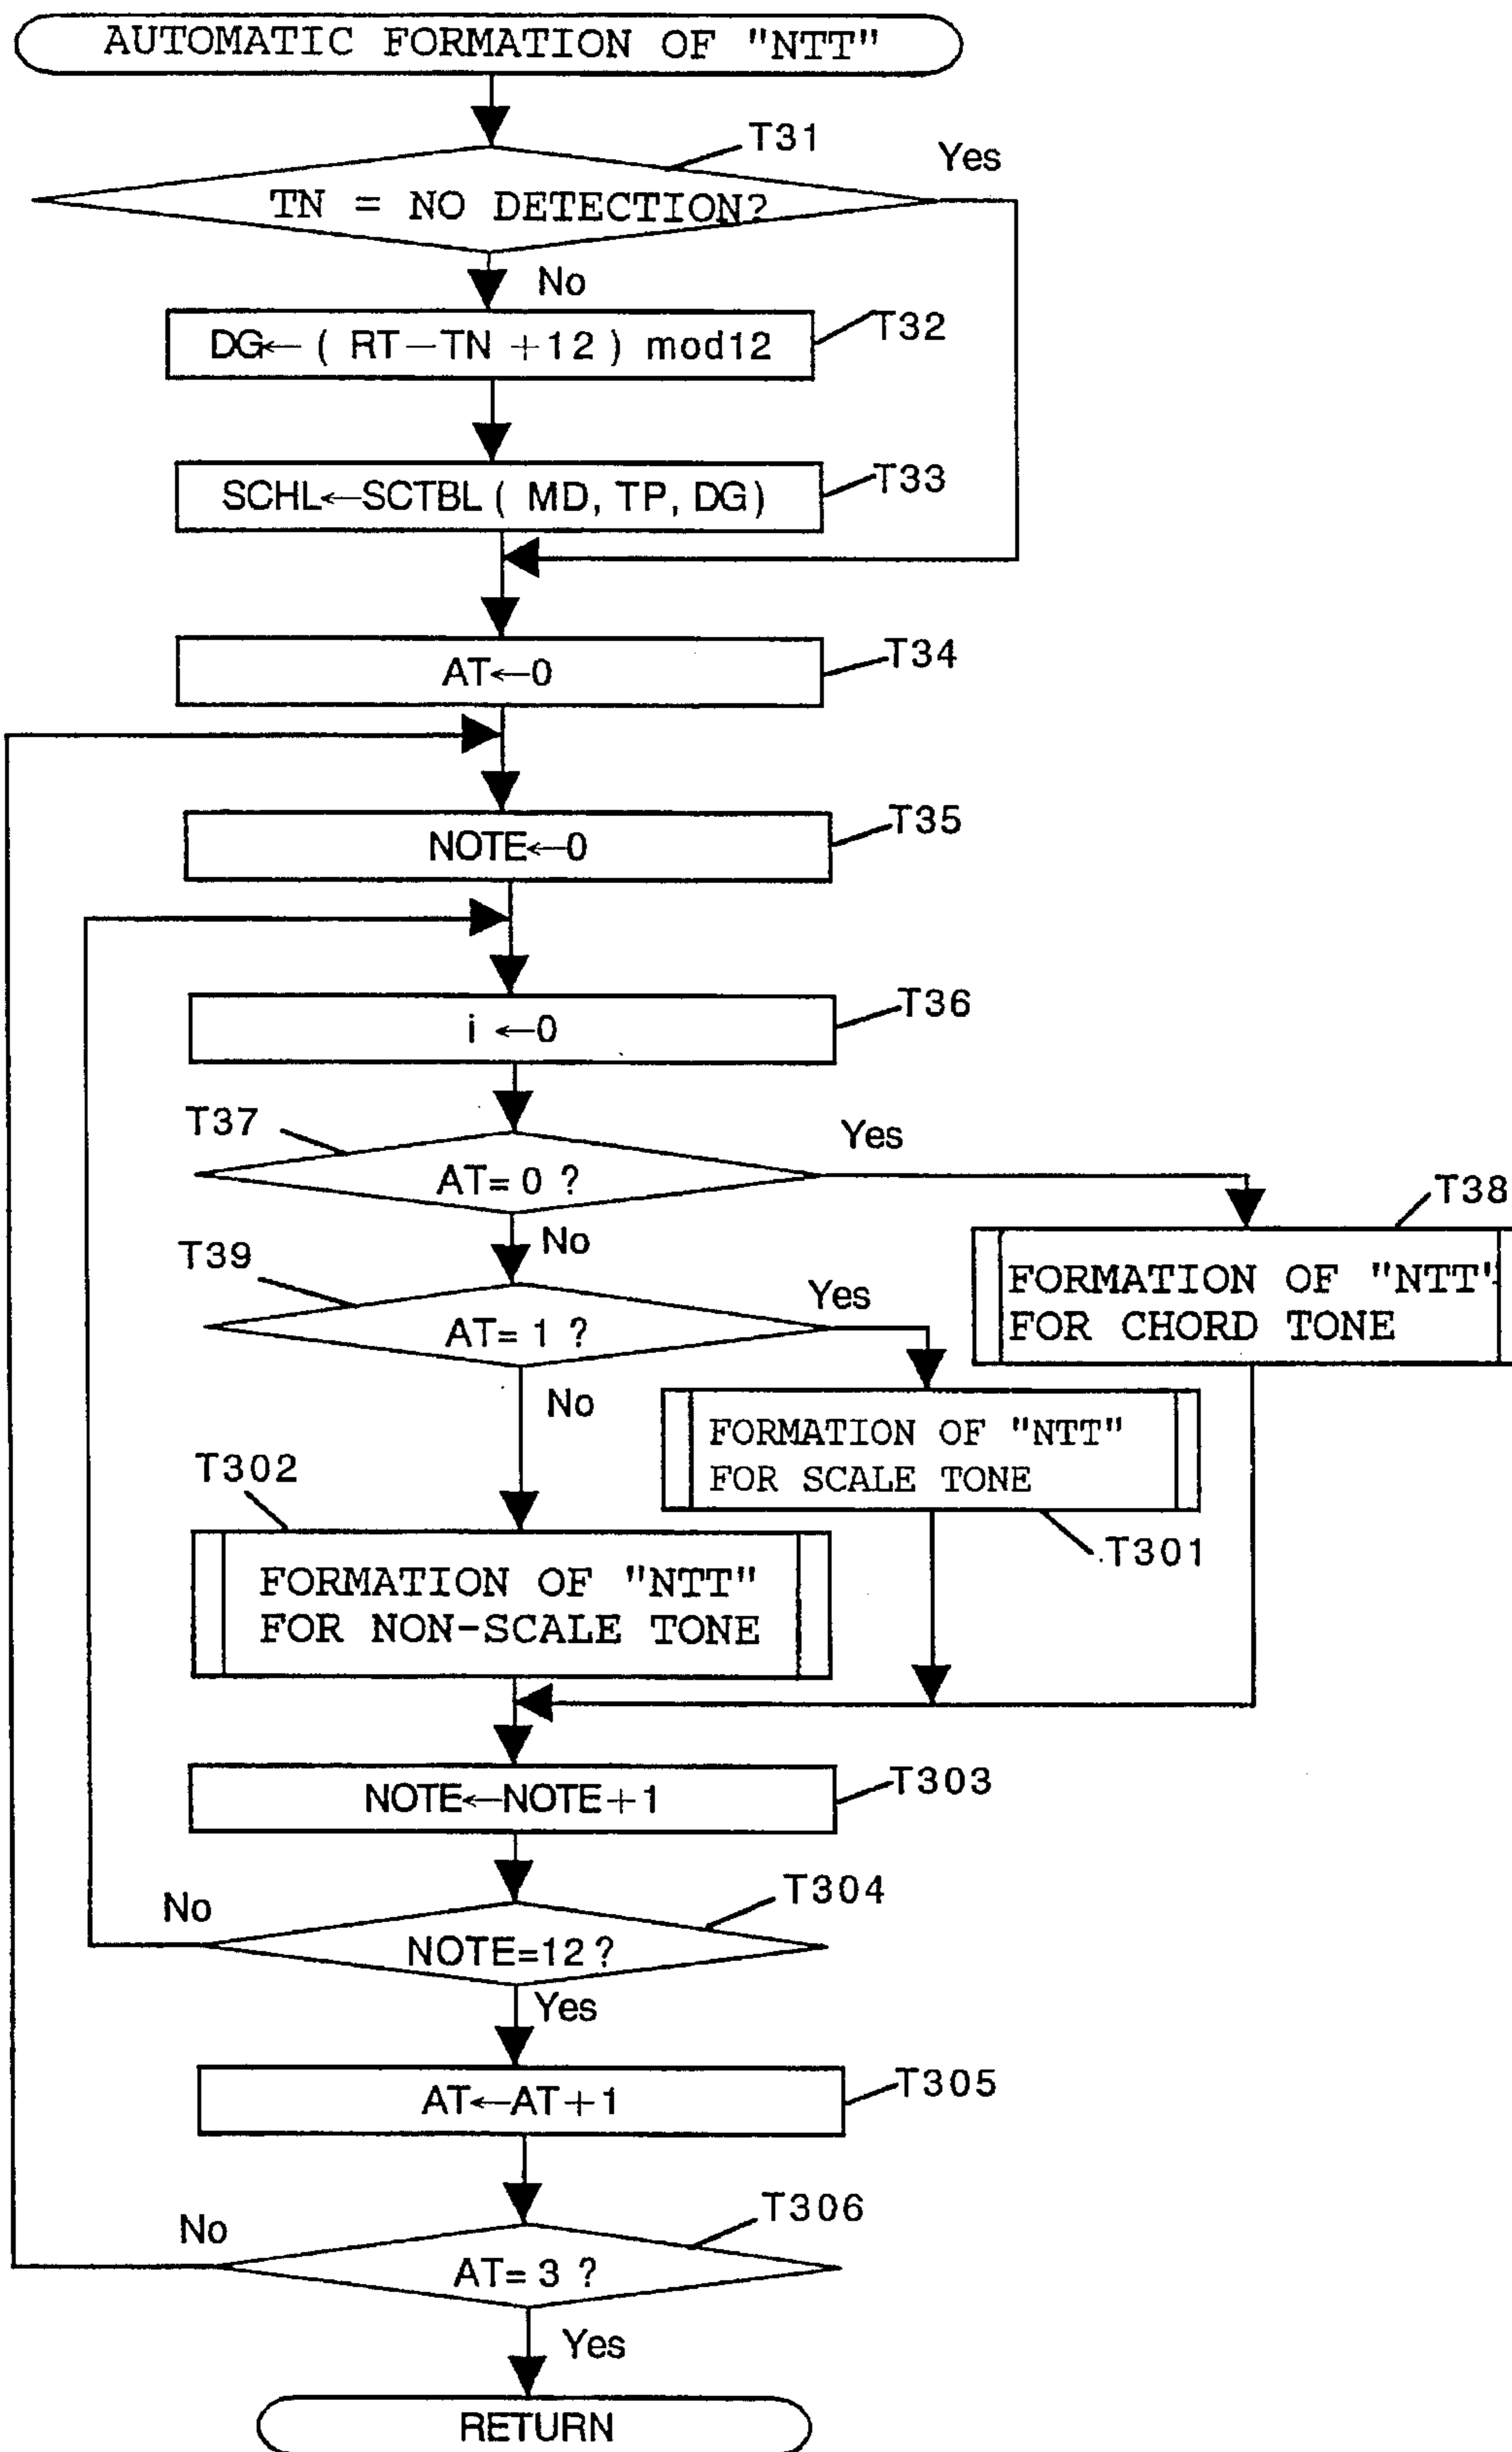 AUTOMATIC FORMATION OF "NTT"
T31
Yes
TN = NO DETECTION?
No
T32
DG←(RT−TN+12) mod12
T33
SCHL←SCTBL(MD, TP, DG)
T34
AT←0
T35
NOTE←0
T36
i←0
T37
Yes
AT=0?
T38
No
FORMATION OF "NTT"
FOR CHORD TONE
T39
Yes
AT=1?
No
FORMATION OF "NTT"
FOR SCALE TONE
T301
T302
FORMATION OF "NTT"
FOR NON-SCALE TONE
T303
NOTE←NOTE+1
T304
No
NOTE=12?
Yes
T305
AT←AT+1
T306
No
AT=3?
Yes
RETURN